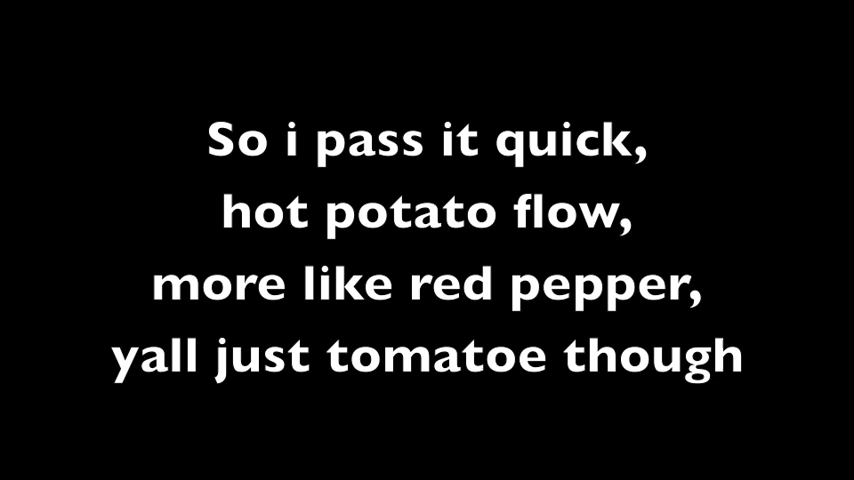 So i pass it quick,
hot potato flow,
more like red pepper,
yall just tomatoe though